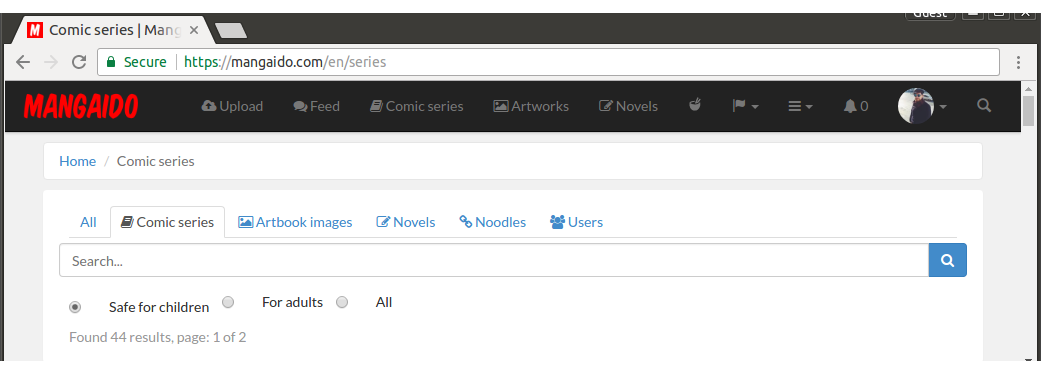 Guest
M Comic series | Mang
Secure | https://mangaido.com/en/series
MANGAIDO Upload Feed Comic series Artworks Novels 0
Home / Comic series
All Comic series Artbook images Novels Noodles Users
Search...
Safe for children For adults All
Found 44 results, page: 1 of 2